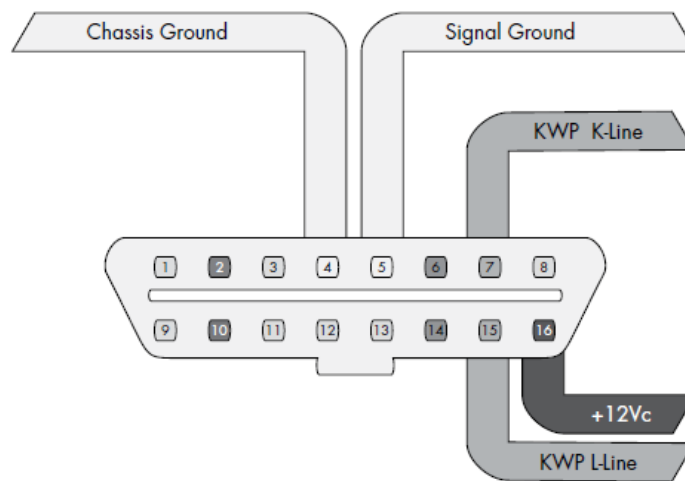 Chassis Ground
Signal Ground
KWP K-Line
1 2 3 4 5 6 7 8
9 10 11 12 13 14 15 16
+12Vc
KWP L-Line